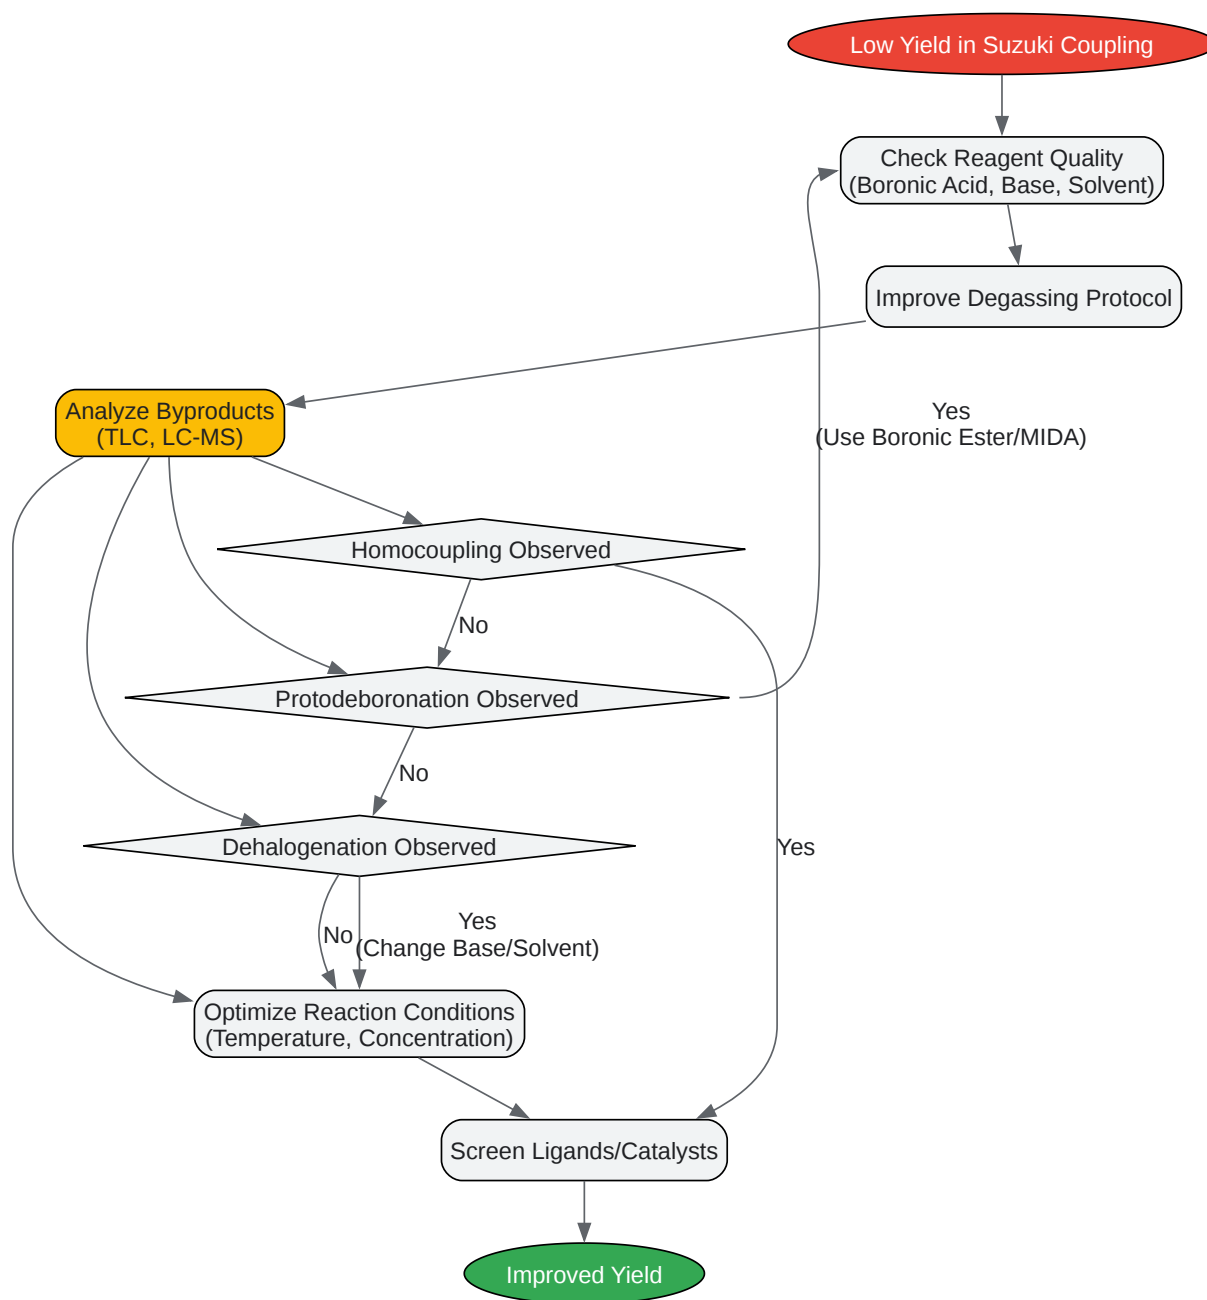 Low Yield in Suzuki Coupling
Check Reagent Quality
(Boronic Acid, Base, Solvent)
Improve Degassing Protocol
Analyze Byproducts
(TLC, LC-MS)
Yes
(Use Boronic Ester/MIDA)
Homocoupling Observed
No
Protodeboronation Observed
No
Dehalogenation Observed
Yes
No
Yes
(Change Base/Solvent)
Optimize Reaction Conditions
(Temperature, Concentration)
Screen Ligands/Catalysts
Improved Yield